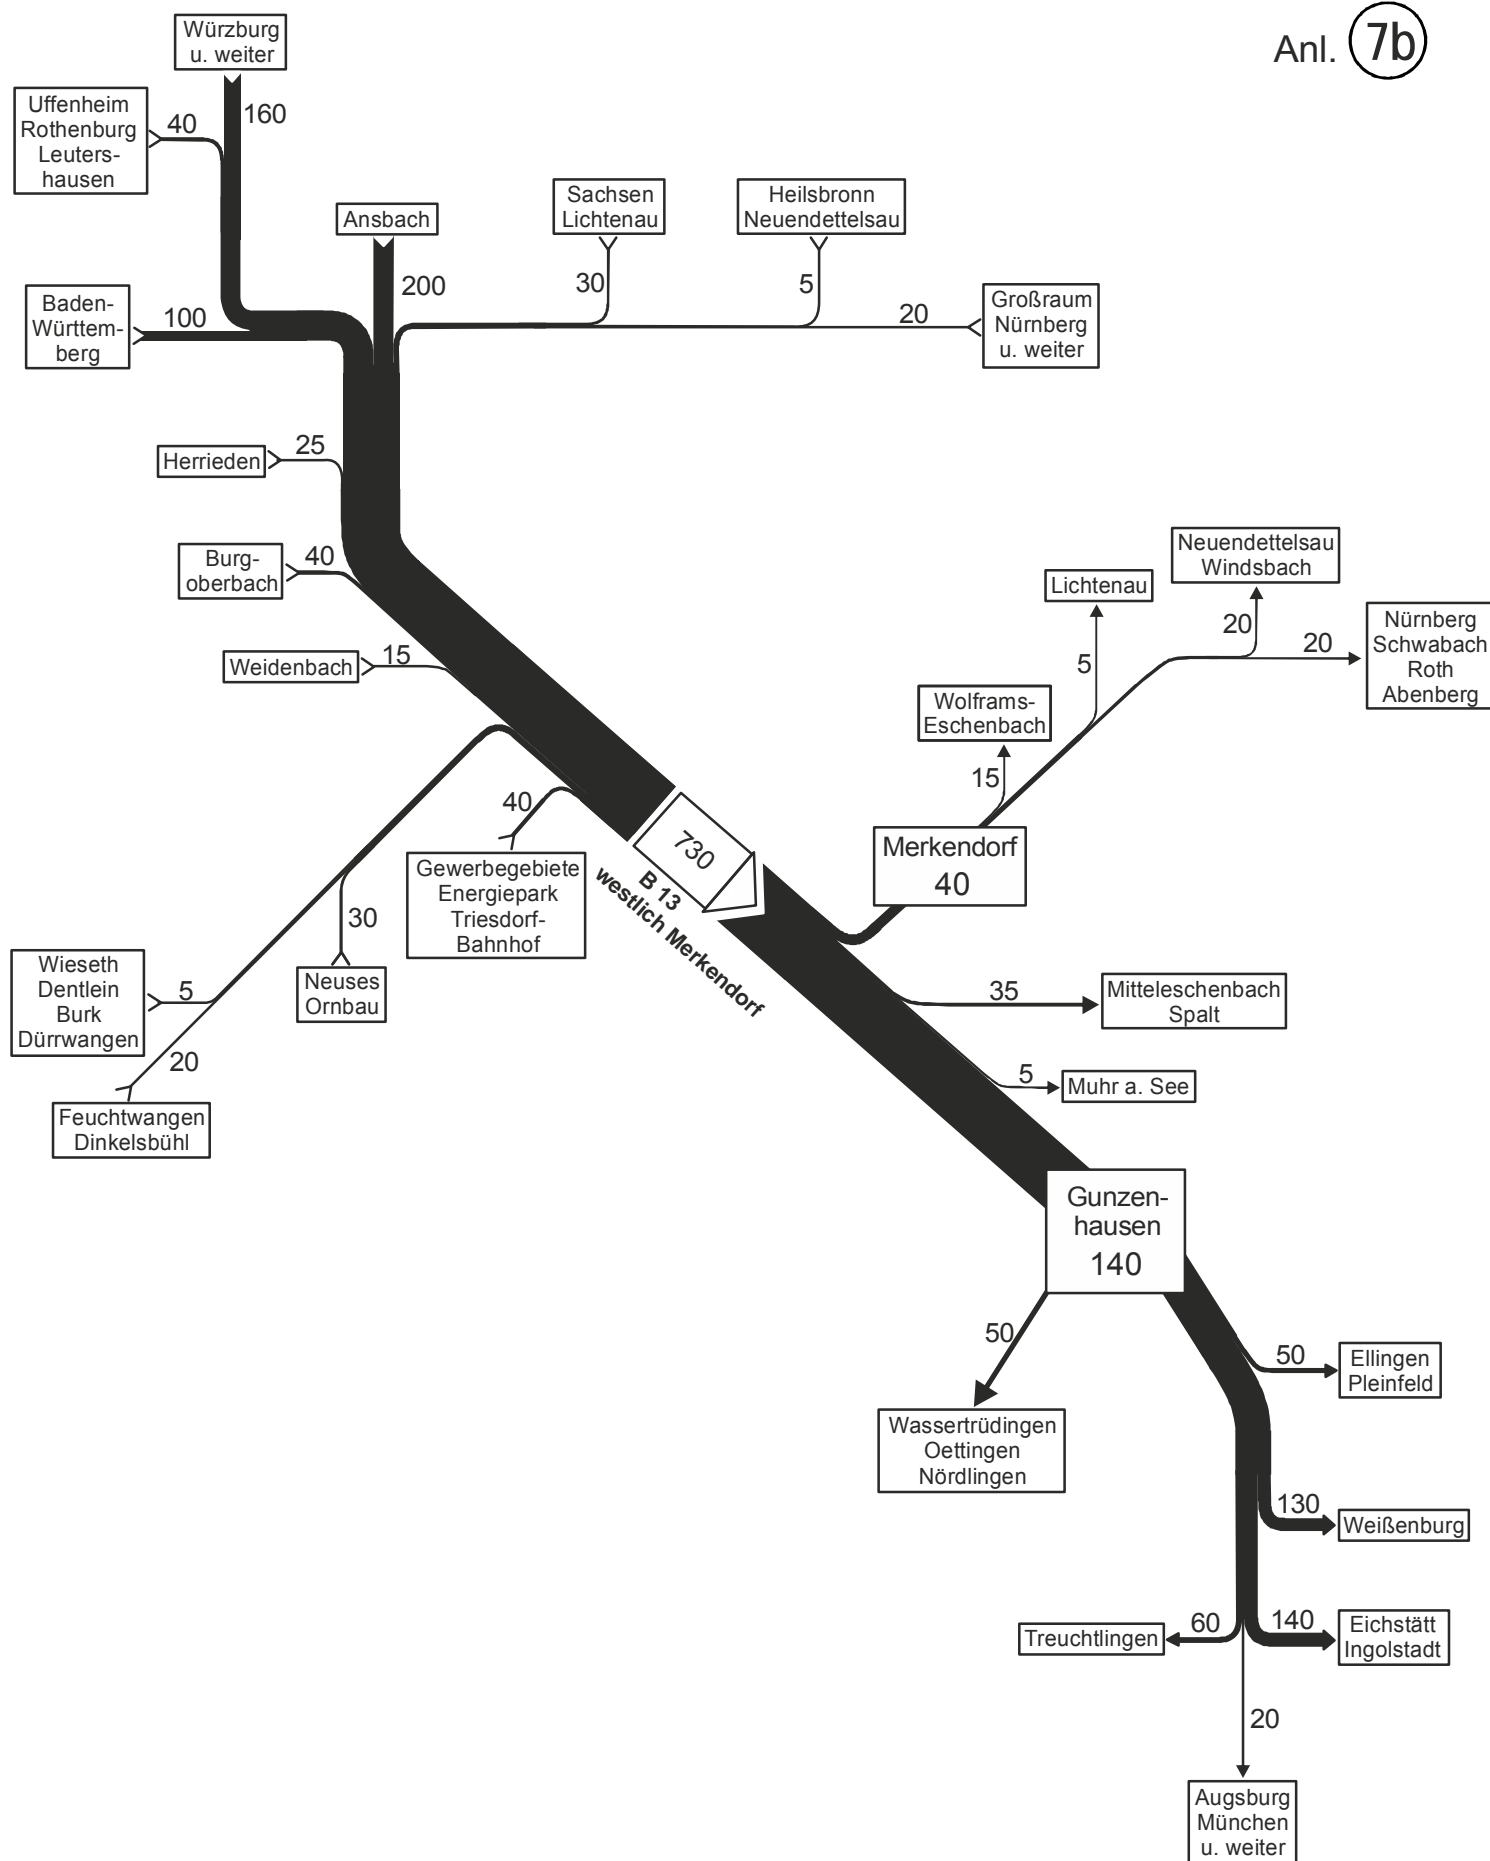 Anl. 7b
Würzburg
u. weiter
160
Uffenheim
Rothenburg
Leuters-
hausen
40
Ansbach
200
Sachsen
Lichtenau
30
Heilsbronn
Neuendettelsau
5
Großraum
Nürnberg
u. weiter
20
Baden-
Württem-
berg
100
Herrieden
25
Burg-
oberbach
40
Weidenbach
15
Neuendettelsau
Windsbach
20
Lichtenau
5
Nürnberg
Schwabach
Roth
Abenberg
20
Wolframs-
Eschenbach
15
Merkendorf
40
730
B 13
westlich Merkendorf
40
Gewerbegebiete
Energiepark
Triesdorf-
Bahnhof
30
Neuses
Ornbau
Wieseth
Dentlein
Burk
Dürrwangen
5
20
Feuchtwangen
Dinkelsbühl
35
Mitteleschenbach
Spalt
5
Muhr a. See
Gunzen-
hausen
140
50
Wassertrüdingen
Oettingen
Nördlingen
50
Ellingen
Pleinfeld
130
Weißenburg
60
Treuchtlingen
140
Eichstätt
Ingolstadt
20
Augsburg
München
u. weiter